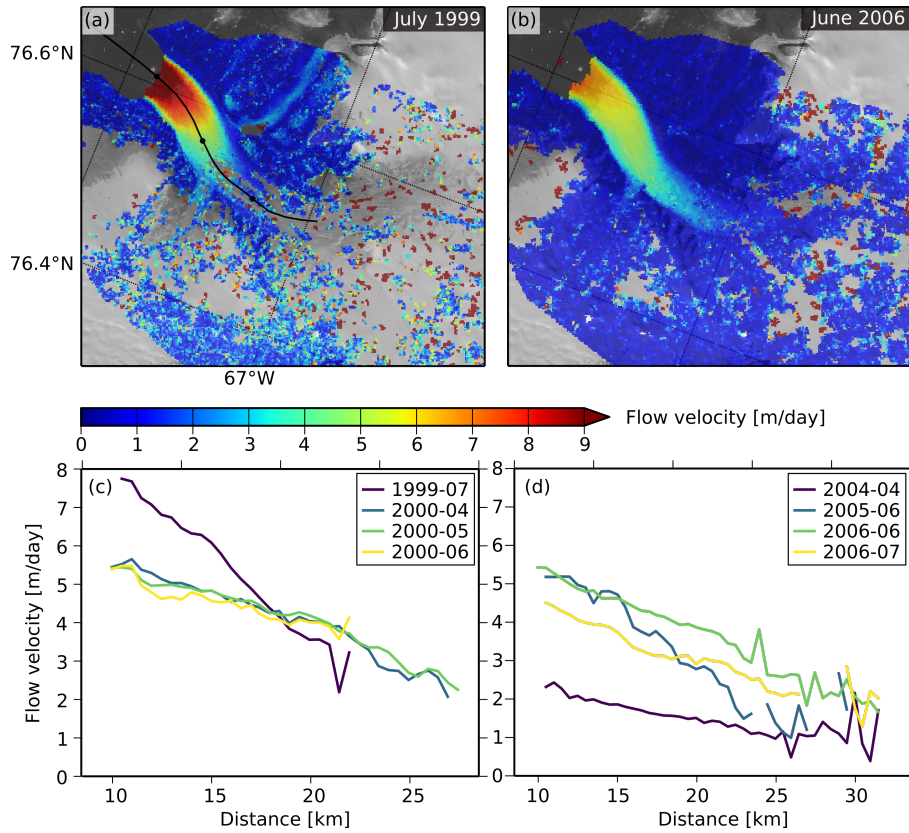 (a) July 1999
(b) June 2006
76.6°N
76.4°N
67°W
0 1 2 3 4 5 6 7 8 9 Flow velocity [m/day]
(c)
1999-07
2000-04
2000-05
2000-06
8
7
6
5
4
3
2
1
0
Flow velocity [m/day]
10 15 20 25
Distance [km]
(d)
2004-04
2005-06
2006-06
2006-07
8
7
6
5
4
3
2
1
0
10 15 20 25 30
Distance [km]